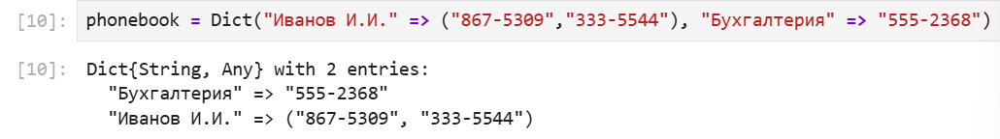 [10]: phonebook = Dict("Иванов И.И." => ("867-5309","333-5544"), "Бухгалтерия" => "555-2368")
[10]: Dict{String, Any} with 2 entries:
"Бухгалтерия" => "555-2368"
"Иванов И.И." => ("867-5309", "333-5544")